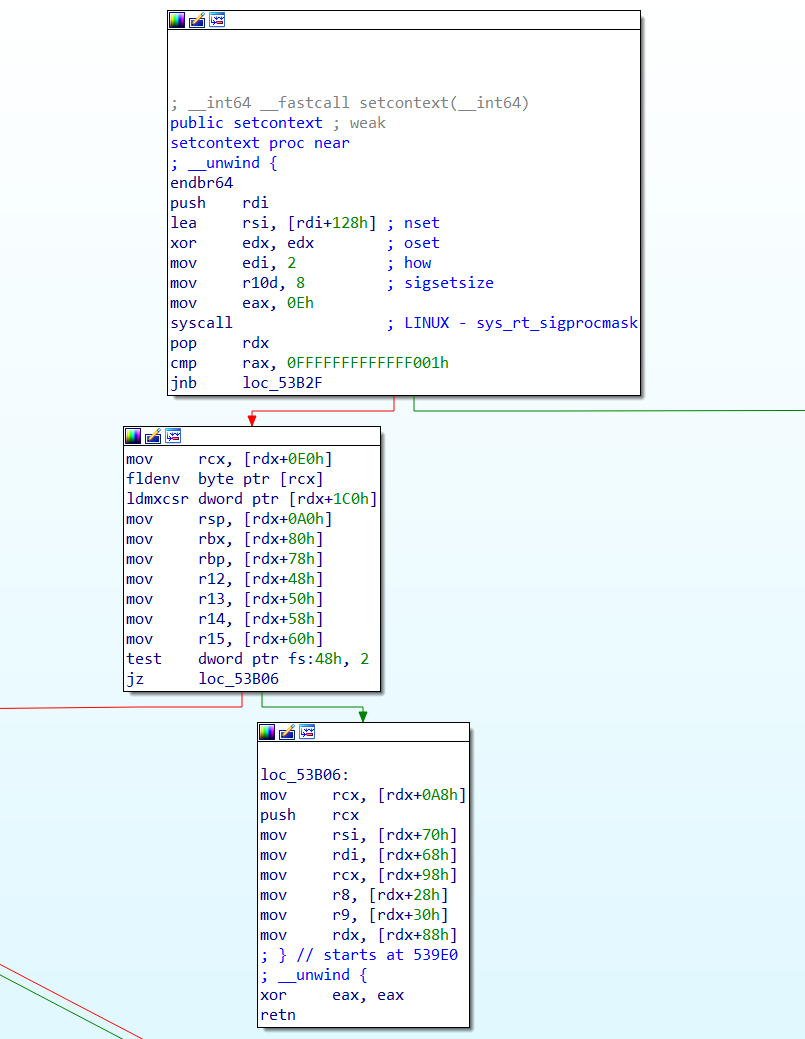 ; __int64 __fastcall setcontext(__int64)
public setcontext ; weak
setcontext proc near
; __unwind {
endbr64
push    rdi
lea     rsi, [rdi+128h] ; nset
xor     edx, edx        ; oset
mov     edi, 2          ; how
mov     r10d, 8         ; sigsetsize
mov     eax, 0Eh
syscall                 ; LINUX - sys_rt_sigprocmask
pop     rdx
cmp     rax, 0FFFFFFFFFFFFF001h
jnb     loc_53B2F
mov     rcx, [rdx+0E0h]
fldenv  byte ptr [rcx]
ldmxcsr dword ptr [rdx+1C0h]
mov     rsp, [rdx+0A0h]
mov     rbx, [rdx+80h]
mov     rbp, [rdx+78h]
mov     r12, [rdx+48h]
mov     r13, [rdx+50h]
mov     r14, [rdx+58h]
mov     r15, [rdx+60h]
test    dword ptr fs:48h, 2
jz      loc_53B06
loc_53B06:
mov     rcx, [rdx+0A8h]
push    rcx
mov     rsi, [rdx+70h]
mov     rdi, [rdx+68h]
mov     rcx, [rdx+98h]
mov     r8, [rdx+28h]
mov     r9, [rdx+30h]
mov     rdx, [rdx+88h]
; } // starts at 539E0
; __unwind {
xor     eax, eax
retn